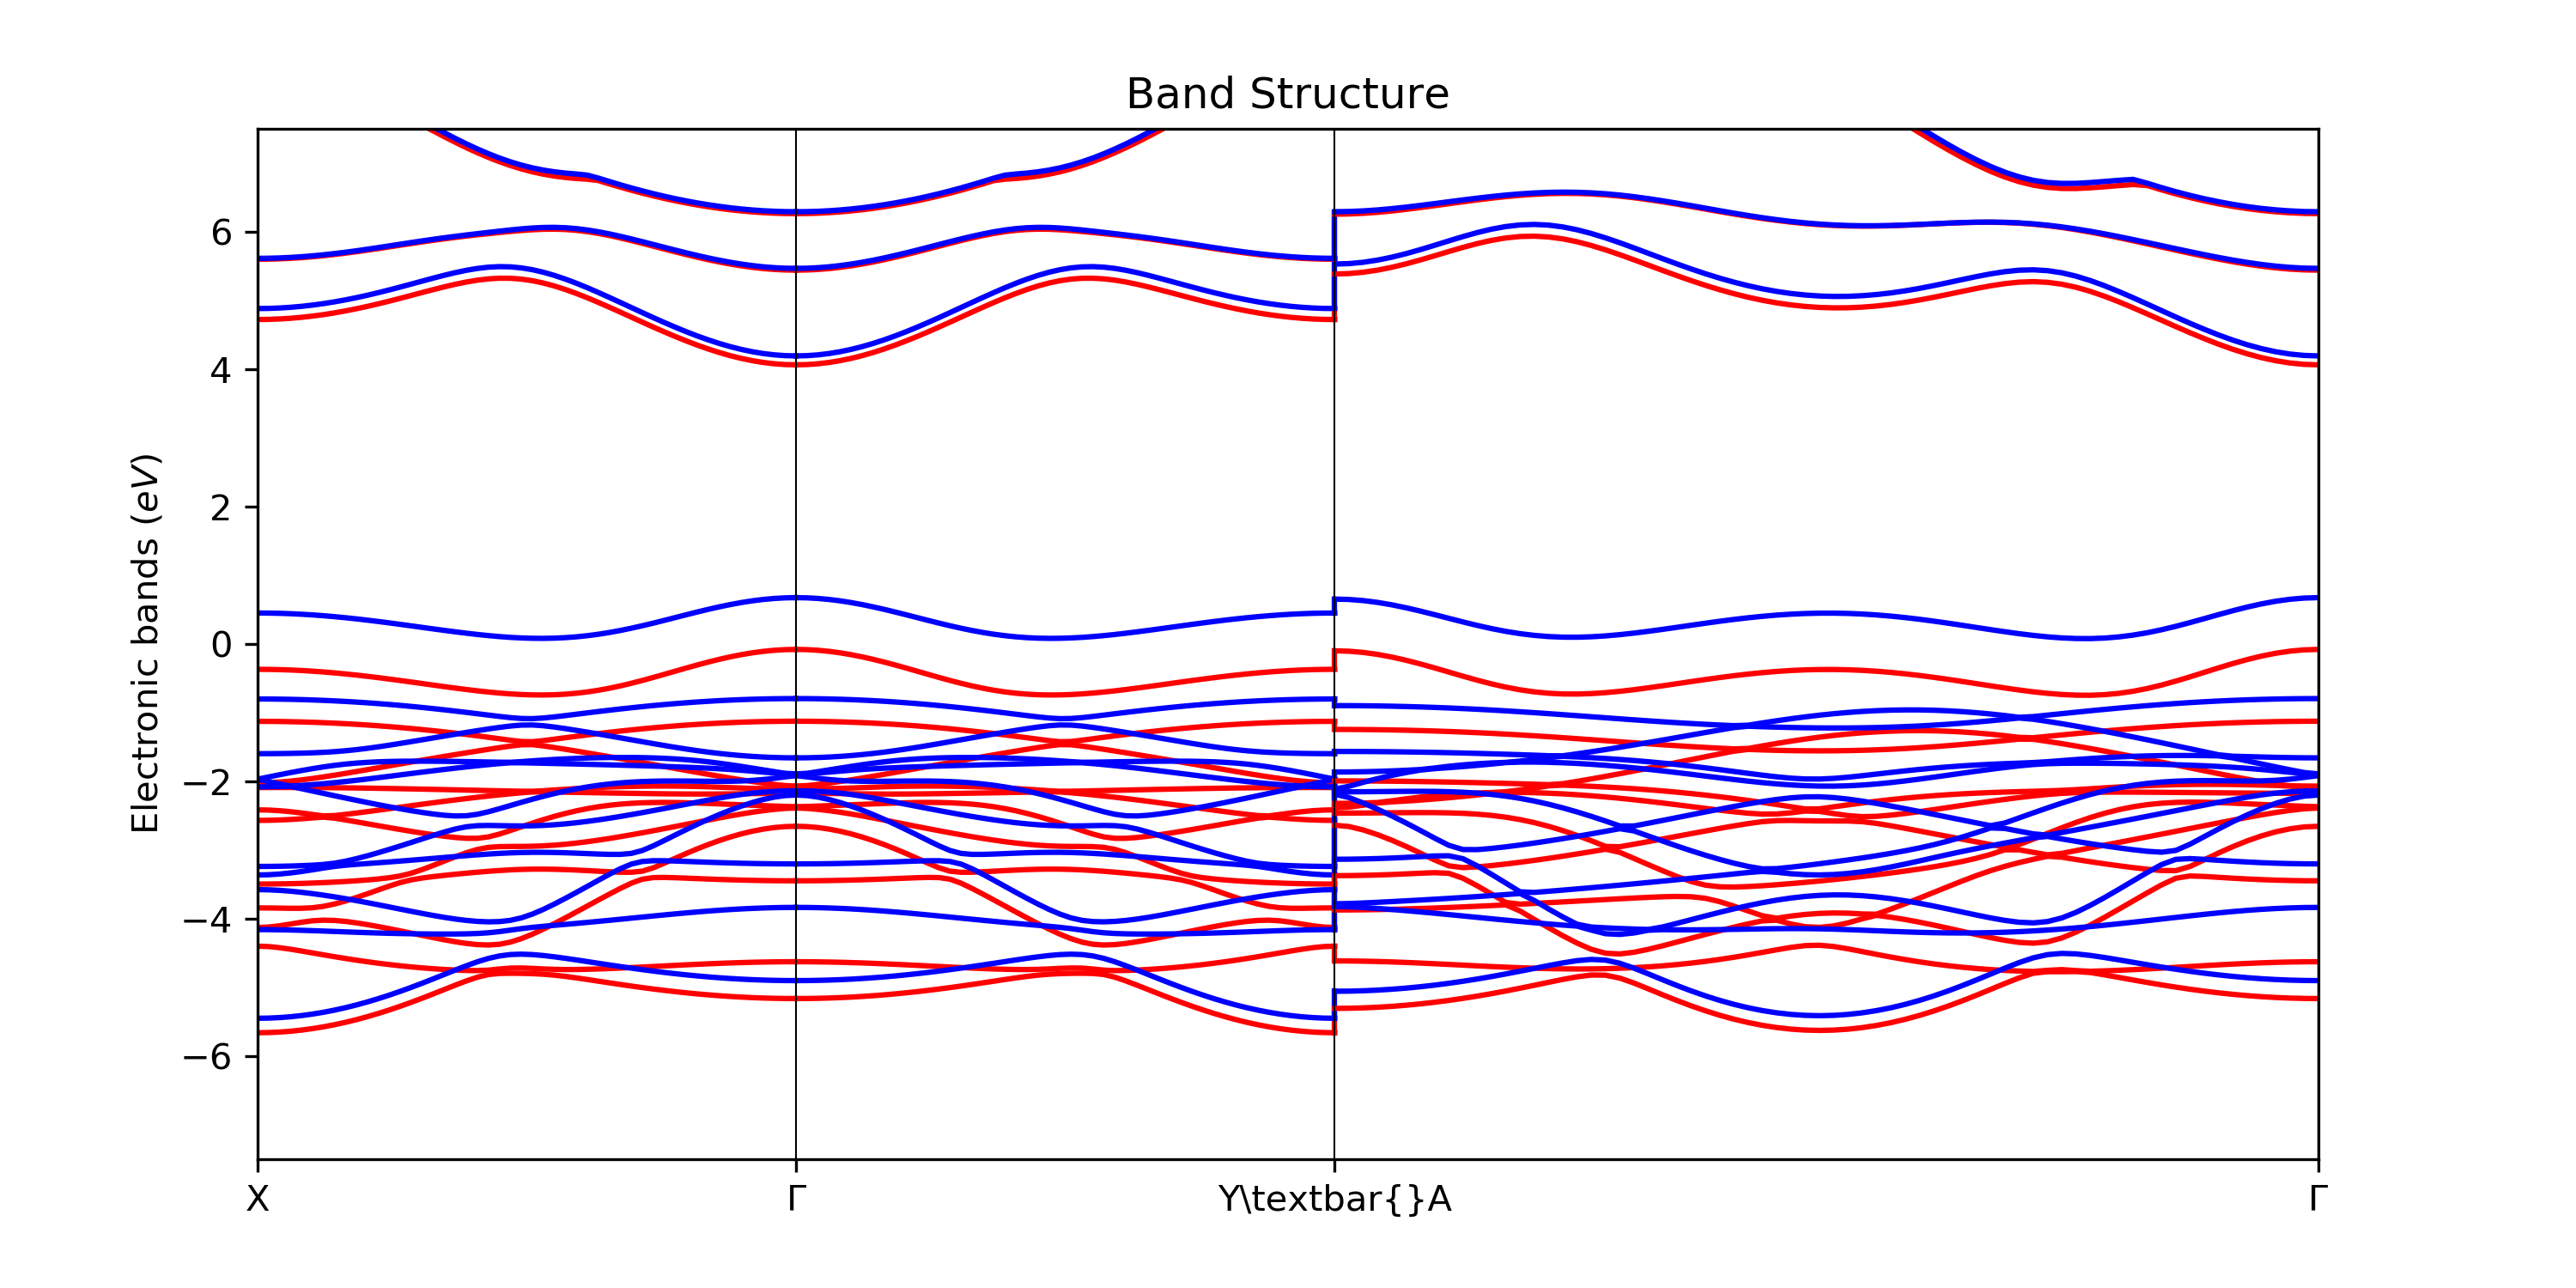 Band Structure
Electronic bands (eV)
6
4
2
0
−2
−4
−6
X
Γ
Y\textbar{}A
Γ